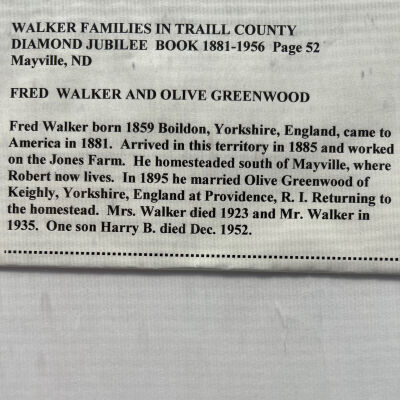 WALKER FAMILIES IN TRAILL COUNTY
DIAMOND JUBILEE BOOK 1881-1956 Page 52
Mayville, ND
FRED WALKER AND OLIVE GREENWOOD
Fred Walker born 1859 Boildon, Yorkshire, England, came to
America in 1881. Arrived in this territory in 1885 and worked
on the Jones Farm. He homesteaded south of Mayville, where
Robert now lives. In 1895 he married Olive Greenwood of
Keighly, Yorkshire, England at Providence, R. I. Returning to
the homestead. Mrs. Walker died 1923 and Mr. Walker in
1935. One son Harry B. died Dec. 1952.